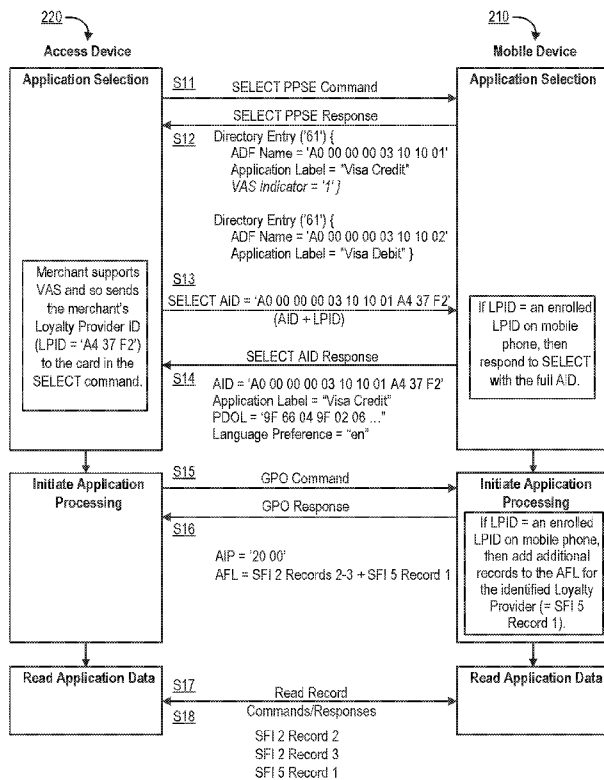 220
210
Access Device
Mobile Device
Application Selection
S11
SELECT PPSE Command
Application Selection
SELECT PPSE Response
S12
Directory Entry ('61') {
ADF Name = 'A0 00 00 00 03 10 10 01'
Application Label = "Visa Credit"
VAS indicator = '1' }
Directory Entry ('61') {
ADF Name = 'A0 00 00 00 03 10 10 02'
Application Label = "Visa Debit" }
Merchant supports
VAS and so sends
the merchant's
Loyalty Provider ID
(LPID = 'A4 37 F2')
to the card in the
SELECT command.
S13
SELECT AID = 'A0 00 00 00 03 10 10 01 A4 37 F2'
(AID + LPID)
If LPID = an enrolled
LPID on mobile
phone, then
respond to SELECT
with the full AID.
SELECT AID Response
S14
AID = 'A0 00 00 00 03 10 10 01 A4 37 F2'
Application Label = "Visa Credit"
PDOL = '9F 66 04 9F 02 06 ...'
Language Preference = "en"
Initiate Application
Processing
S15
GPO Command
Initiate Application
Processing
GPO Response
S16
AIP = '20 00'
AFL = SFI 2 Records 2-3 + SFI 5 Record 1
If LPID = an enrolled
LPID on mobile phone,
then add additional
records to the AFL for
the identified Loyalty
Provider (= SFI 5
Record 1).
Read Application Data
S17
Read Record
Read Application Data
S18
Commands/Responses
SFI 2 Record 2
SFI 2 Record 3
SFI 5 Record 1